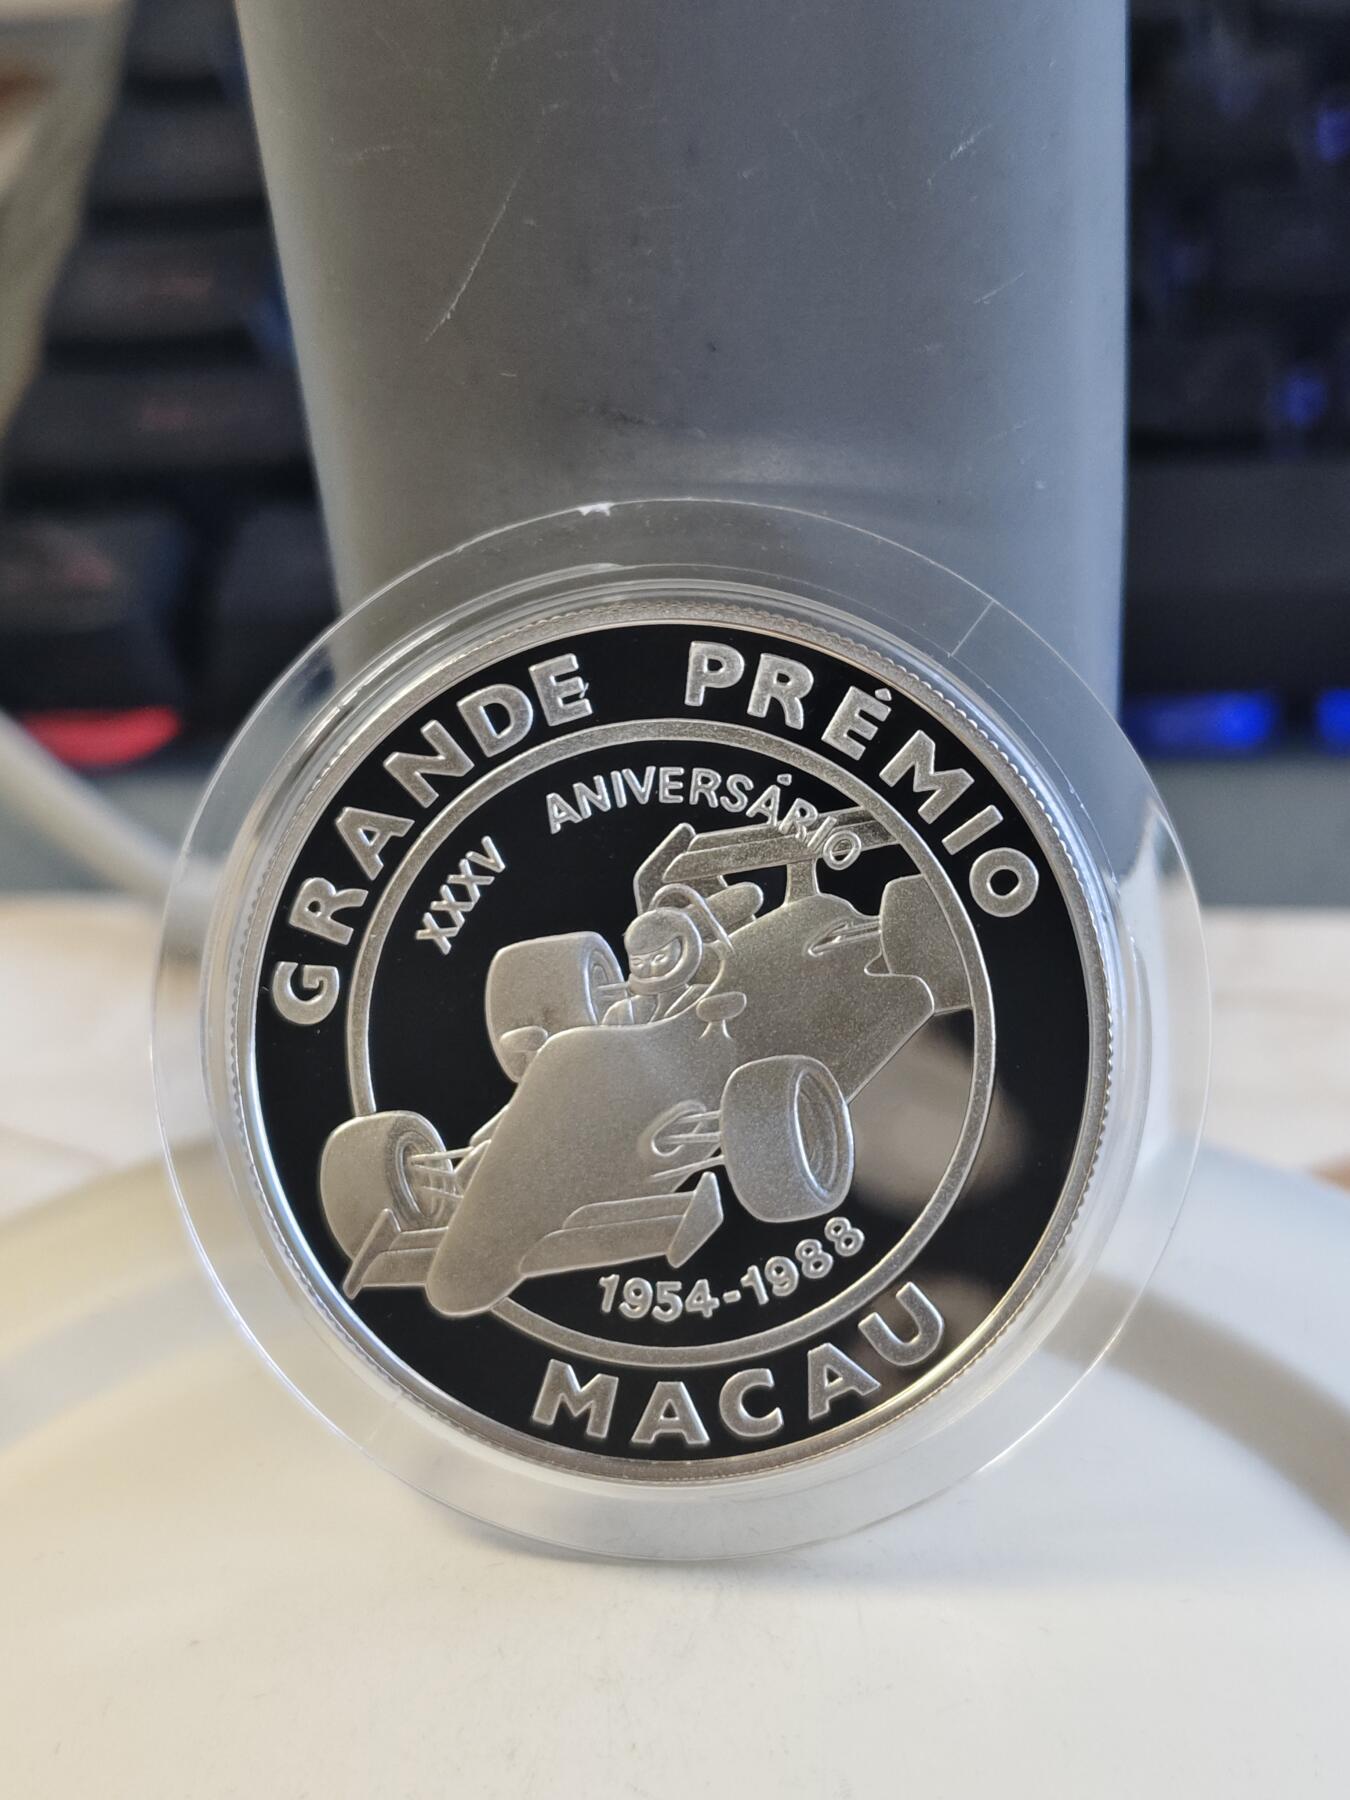 GRANDE PRÉMIO
XXXV ANIVERSÁRIO
1954-1988
MACAU